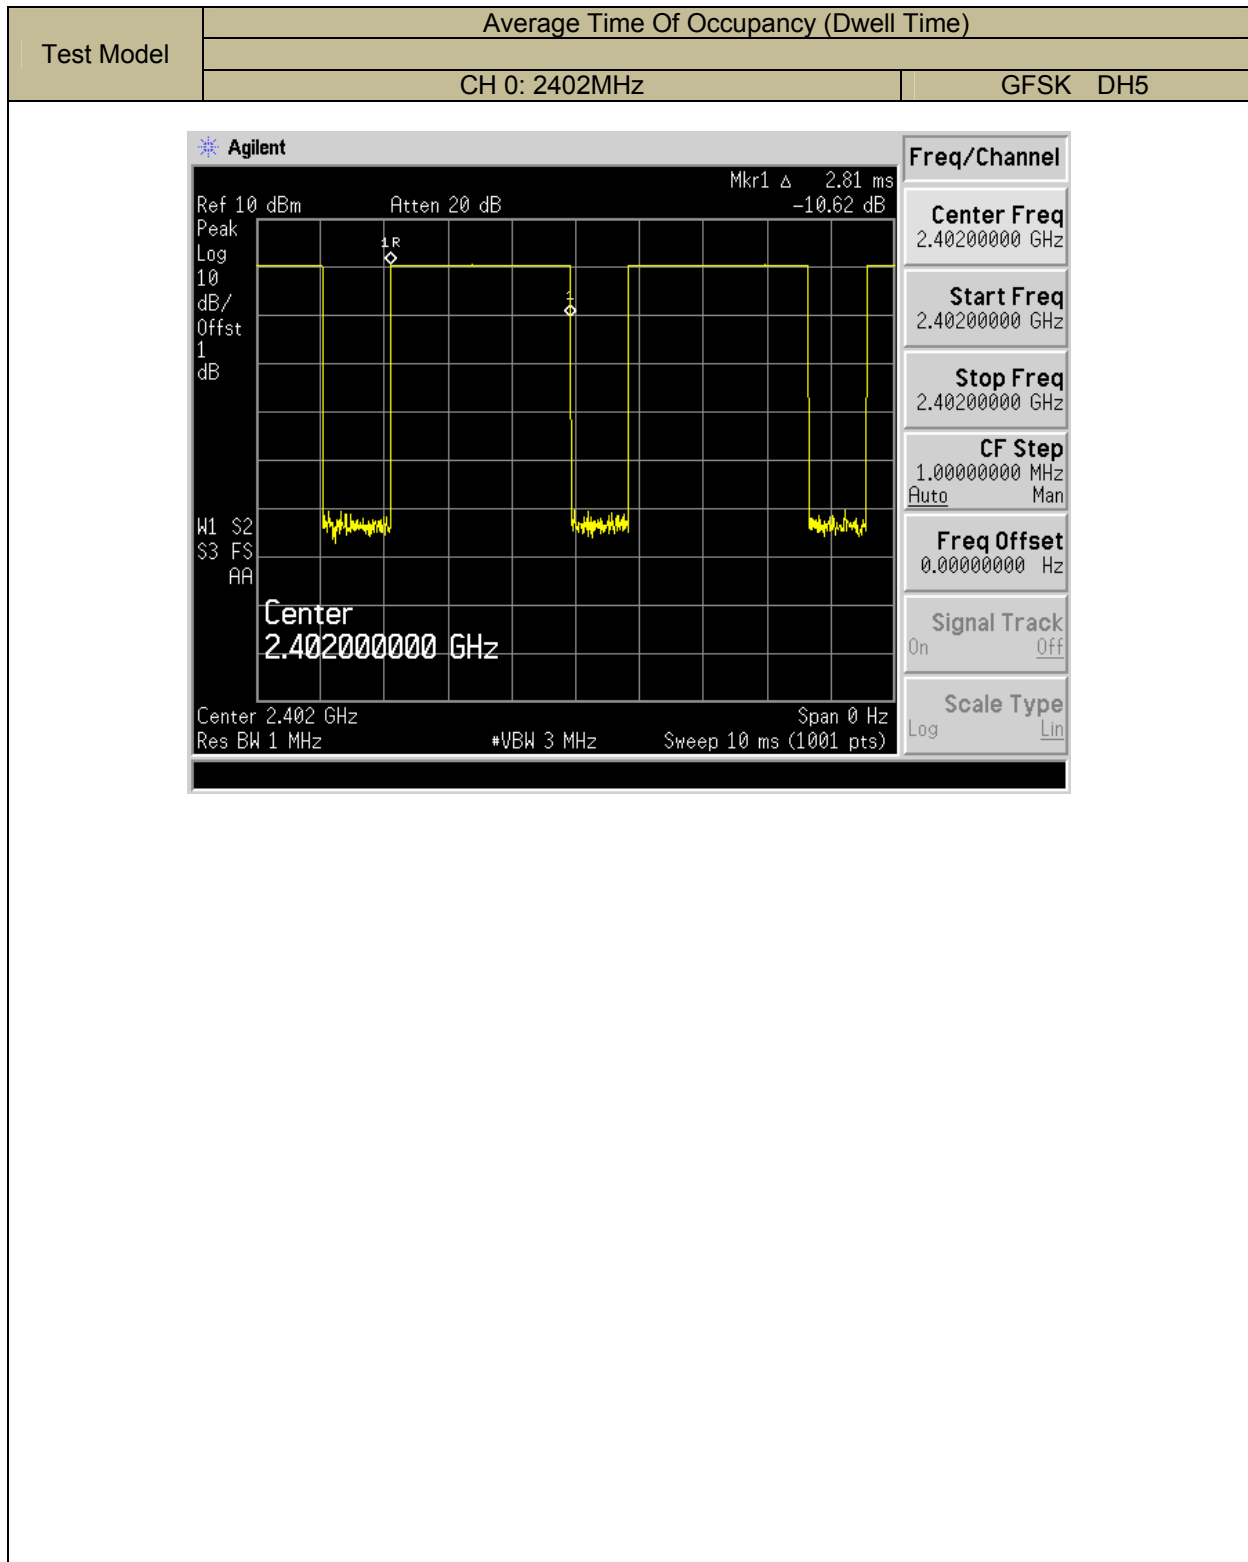 Average Time Of Occupancy (Dwell Time)
Test Model
CH 0: 2402MHz GFSK DH5
Agilent
Mkr1 Δ 2.81 ms
Ref 10 dBm Atten 20 dB -10.62 dB
Peak
Log
10
dB/
Offst
1
dB
1R
1
W1 S2
S3 FS
AA
Center
2.402000000 GHz
Center 2.402 GHz Span 0 Hz
Res BW 1 MHz #VBW 3 MHz Sweep 10 ms (1001 pts)
Freq/Channel
Center Freq
2.40200000 GHz
Start Freq
2.40200000 GHz
Stop Freq
2.40200000 GHz
CF Step
1.00000000 MHz
Auto Man
Freq Offset
0.00000000 Hz
Signal Track
On Off
Scale Type
Log Lin